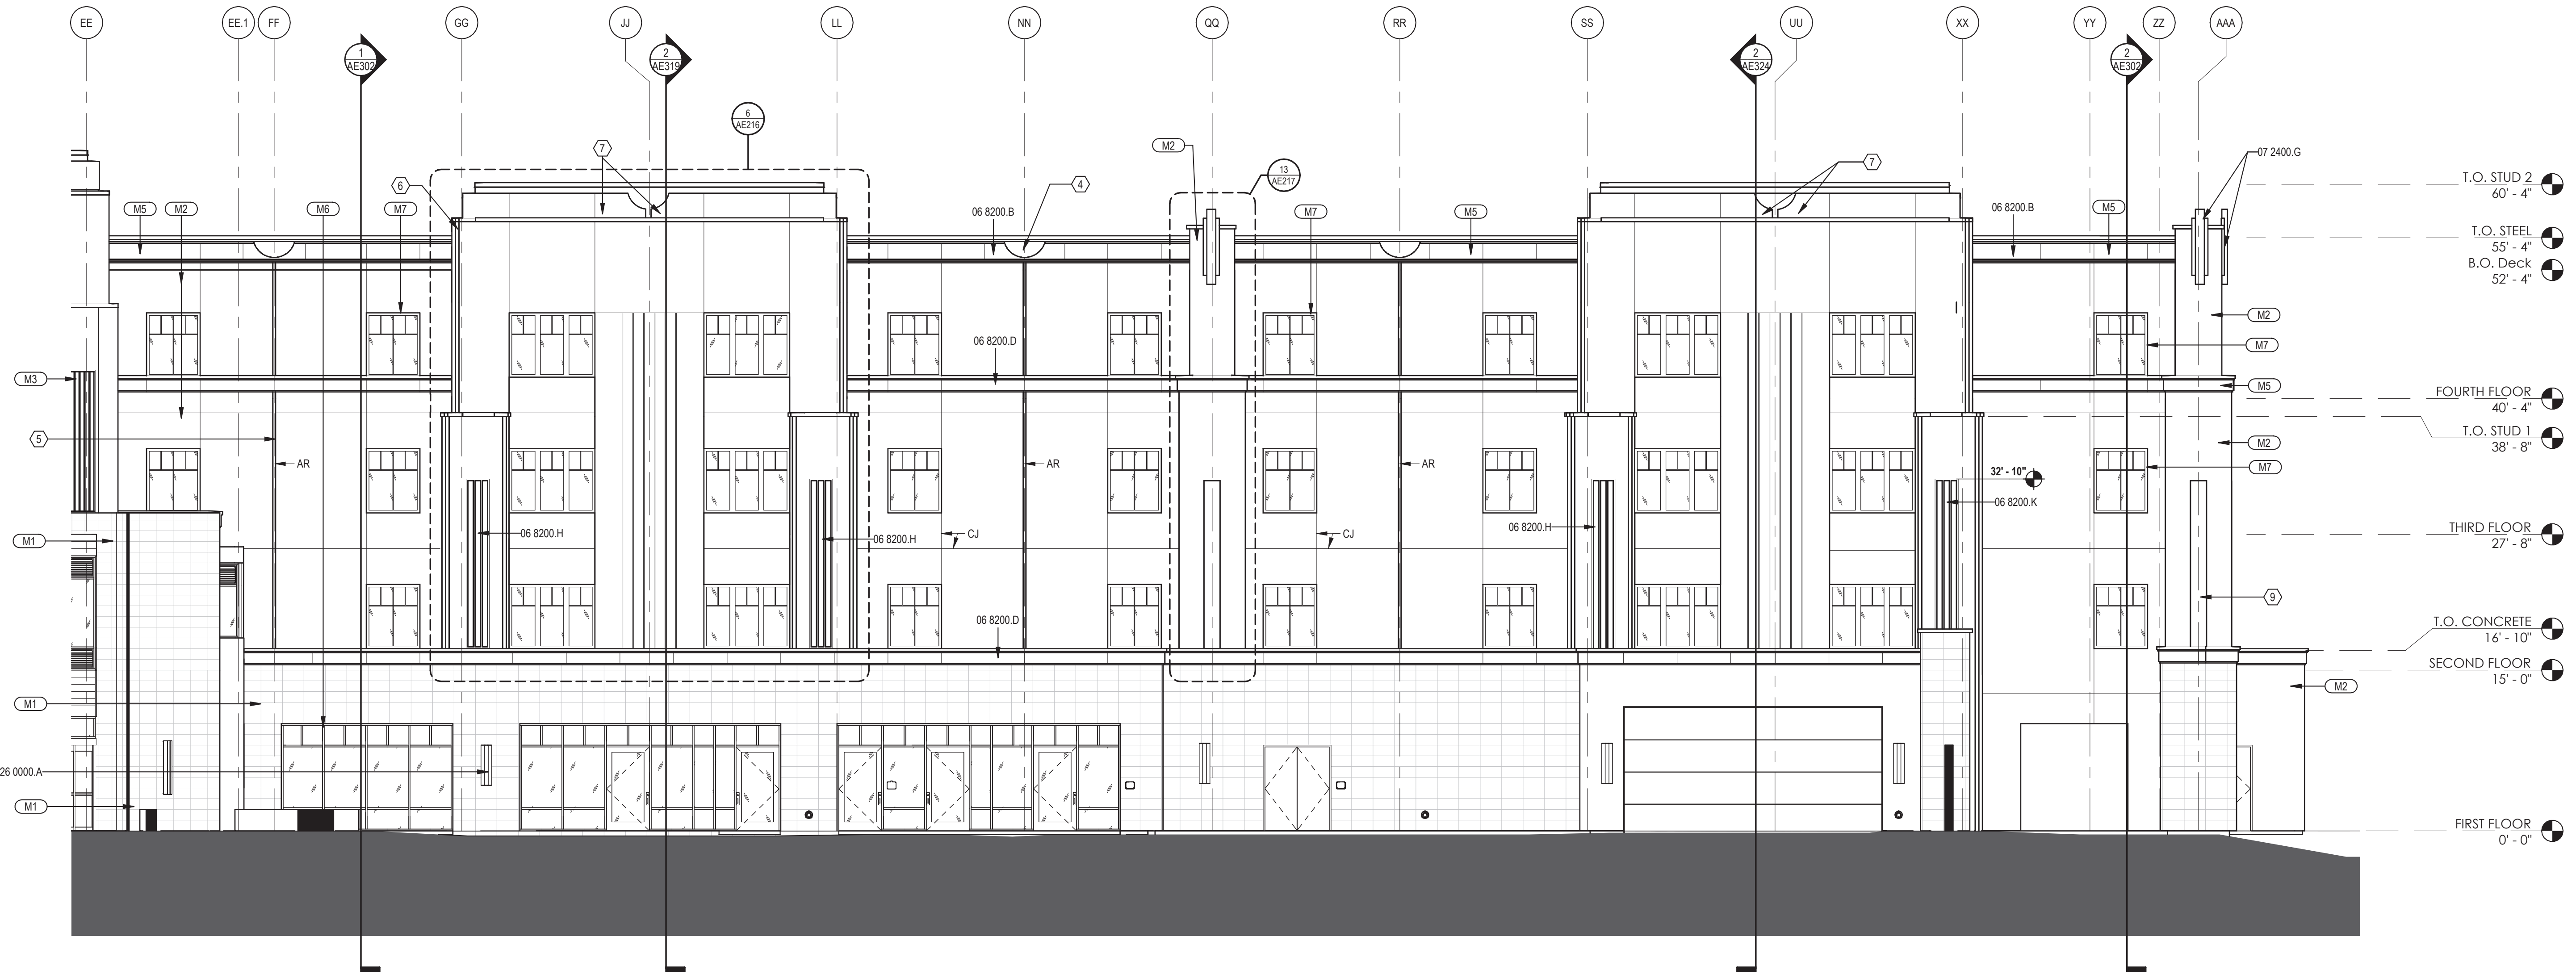 EE EE.1 FF GG JJ LL NN QQ RR SS UU XX YY ZZ AAA
1 2 2 2
AE302 AE319 AE324 AE302
6
AE216
7 M2 7 07 2400.G
13
AE217
6 4
T.O. STUD 2
60' - 4"
M5 M2 M6 M7 06 8200.B M7 M5 06 8200.B M5
T.O. STEEL
55' - 4"
B.O. Deck
52' - 4"
M2
06 8200.D M7
M3 M5
FOURTH FLOOR
40' - 4"
5 M2
T.O. STUD 1
38' - 8"
AR AR AR M7
32' - 10"
06 8200.K
06 8200.H 06 8200.H CJ 06 8200.H CJ
M1
THIRD FLOOR
27' - 8"
9
06 8200.D
T.O. CONCRETE
16' - 10"
SECOND FLOOR
15' - 0"
M2
M1
26 0000.A
M1
FIRST FLOOR
0' - 0"